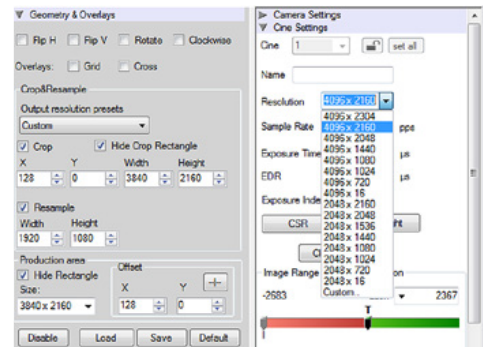 Geometry & Overlays
Flip H Flip V Rotate Clockwise
Overlays: Grid Cross
Crop&Resample
Output resolution presets
Custom
Crop Hide Crop Rectangle
X Y Width Height
128 0 3840 2160
Resample
Width Height
1920 1080
Production area
Hide Rectangle
Size:
3840x 2160
Offset
X Y
128 0
Disable Load Save Default
Camera Settings
Cine Settings
Cine 1 set all
Name
Resolution 4096 x 2160
4096 x 2304
4096 x 2160
4096 x 2048
4096 x 1440
4096 x 1080
4096 x 1024
4096 x 720
4096 x 16
2048 x 2160
2048 x 2048
2048 x 1536
2048 x 1440
2048 x 1080
2048 x 1024
2048 x 720
2048 x 16
Custom..
Sample Rate pps
Exposure Time µs
EDR µs
Exposure Inde
CSR ht
Image Range on
-2683 2367
T